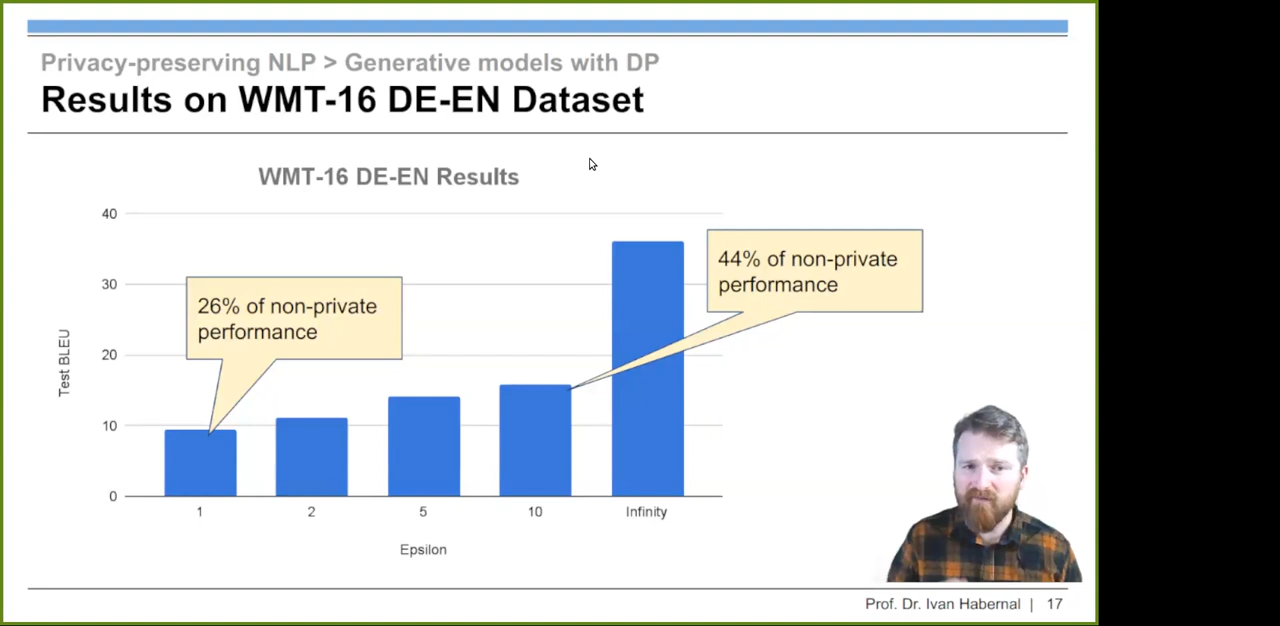 Privacy-preserving NLP > Generative models with DP
Results on WMT-16 DE-EN Dataset
WMT-16 DE-EN Results
40
30
20
10
0
Test BLEU
26% of non-private
performance
44% of non-private
performance
1 2 5 10 Infinity
Epsilon
Prof. Dr. Ivan Habernal | 17